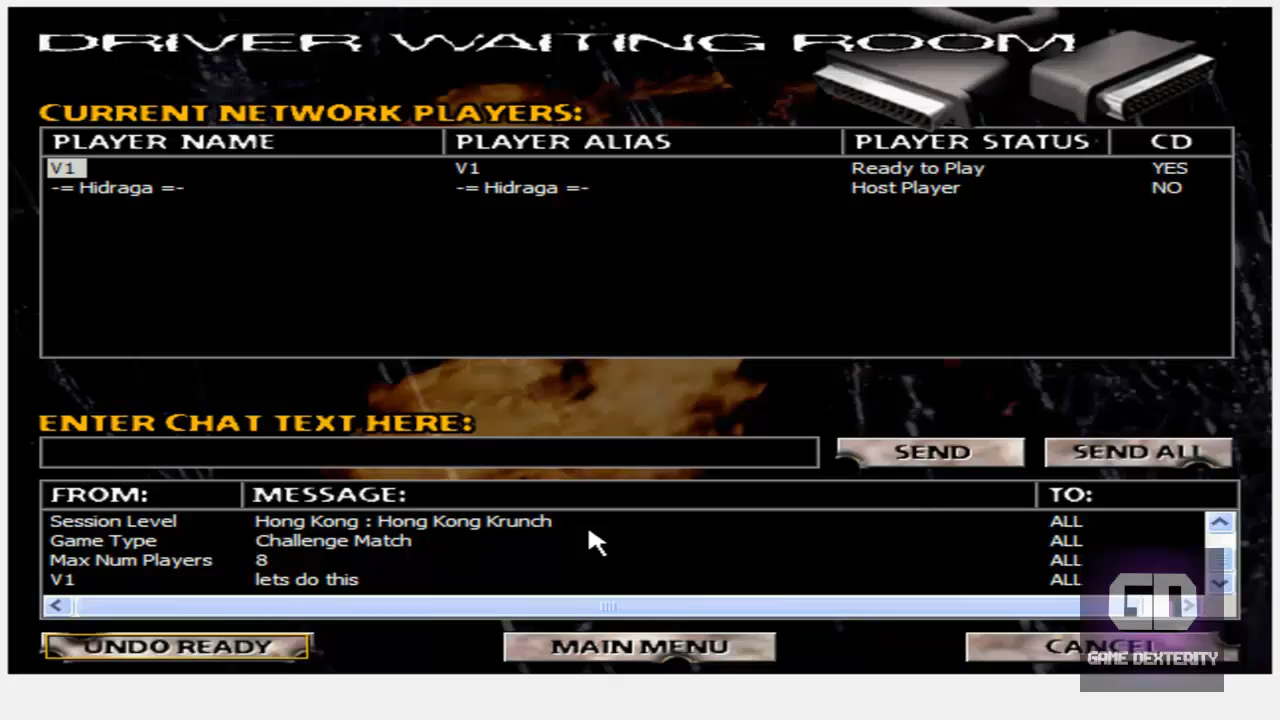 DRIVER WAITING ROOM
CURRENT NETWORK PLAYERS:
PLAYER NAME PLAYER ALIAS PLAYER STATUS CD
V1 V1 Ready to Play YES
-= Hidraga =- -= Hidraga =- Host Player NO
ENTER CHAT TEXT HERE:
SEND SEND ALL
FROM: MESSAGE: TO:
Session Level Hong Kong : Hong Kong Krunch ALL
Game Type Challenge Match ALL
Max Num Players 8 ALL
V1 lets do this ALL
GD
UNDO READY MAIN MENU CANCEL
GAME DEXTERITY